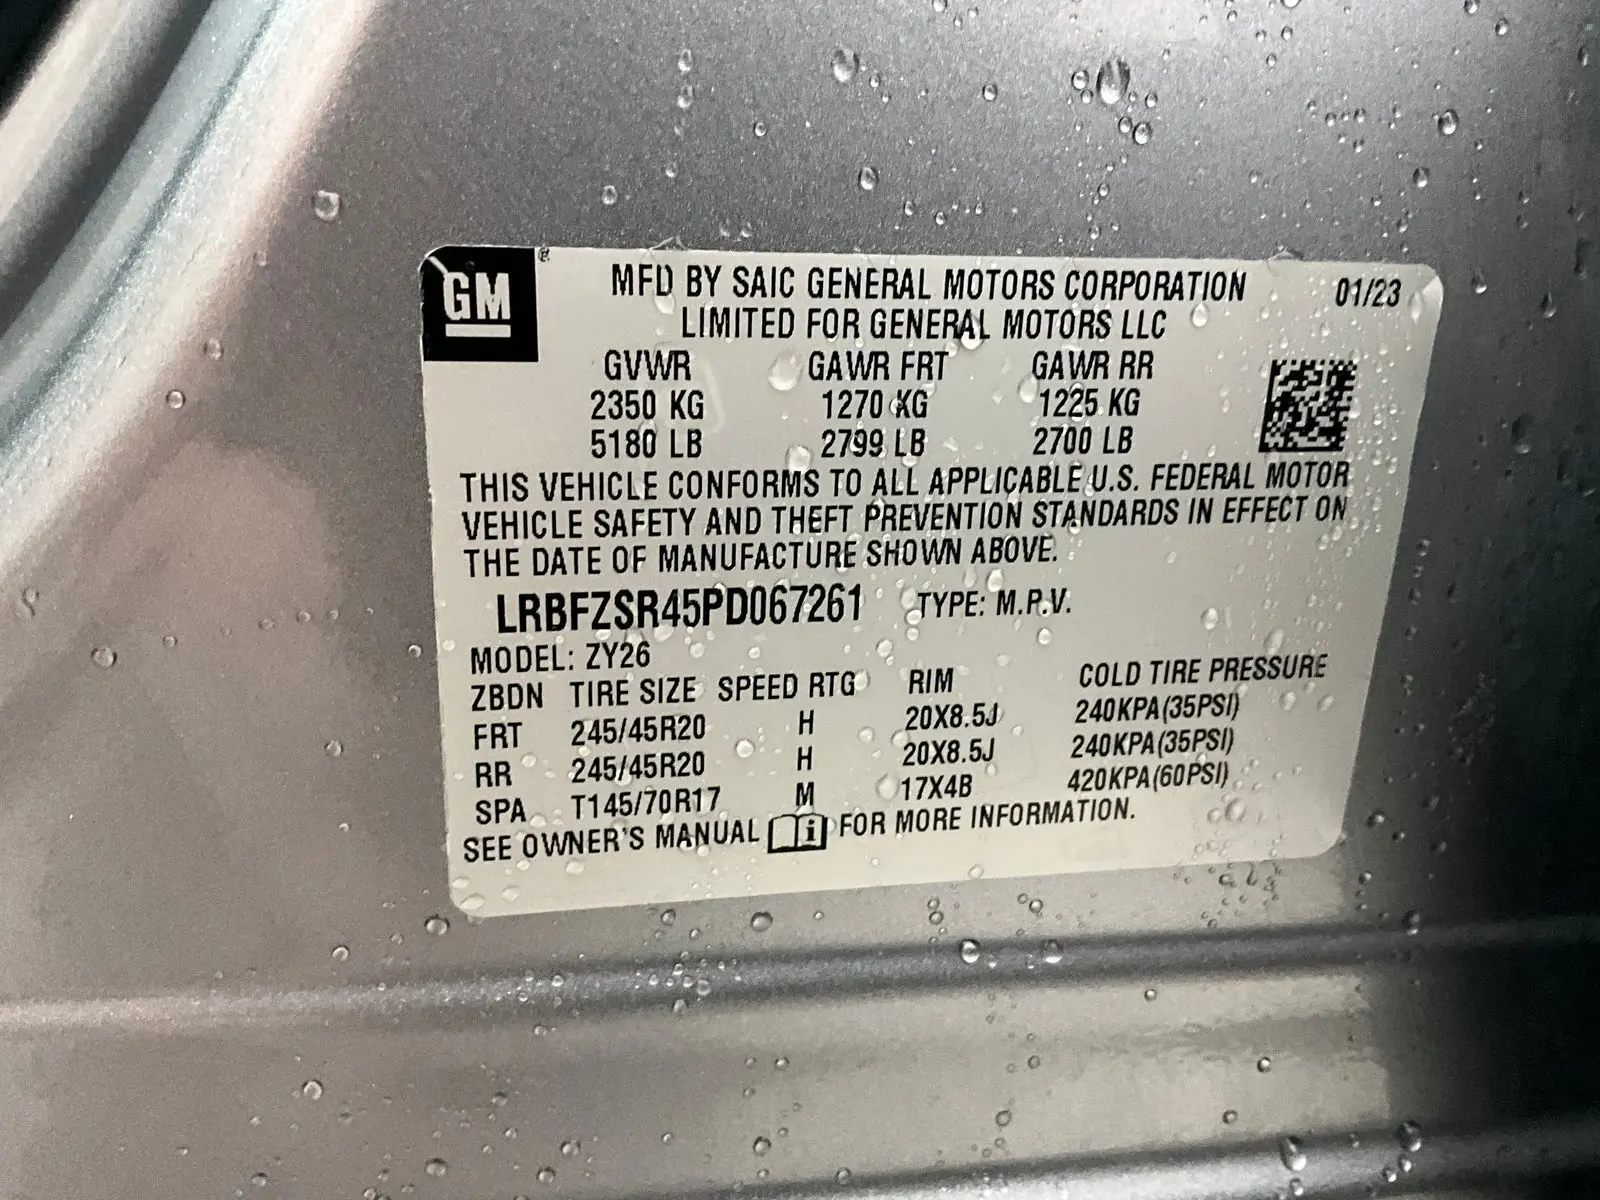 GM
MFD BY SAIC GENERAL MOTORS CORPORATION 01/23
LIMITED FOR GENERAL MOTORS LLC
GVWR GAWR FRT GAWR RR
2350 KG 1270 KG 1225 KG
5180 LB 2799 LB 2700 LB
THIS VEHICLE CONFORMS TO ALL APPLICABLE U.S. FEDERAL MOTOR
VEHICLE SAFETY AND THEFT PREVENTION STANDARDS IN EFFECT ON
THE DATE OF MANUFACTURE SHOWN ABOVE.
LRBFZSR45PD067261 TYPE: M.P.V.
MODEL: ZY26
ZBDN TIRE SIZE SPEED RTG RIM COLD TIRE PRESSURE
FRT 245/45R20 H 20X8.5J 240KPA(35PSI)
RR 245/45R20 H 20X8.5J 240KPA(35PSI)
SPA T145/70R17 M 17X4B 420KPA(60PSI)
SEE OWNER'S MANUAL i FOR MORE INFORMATION.